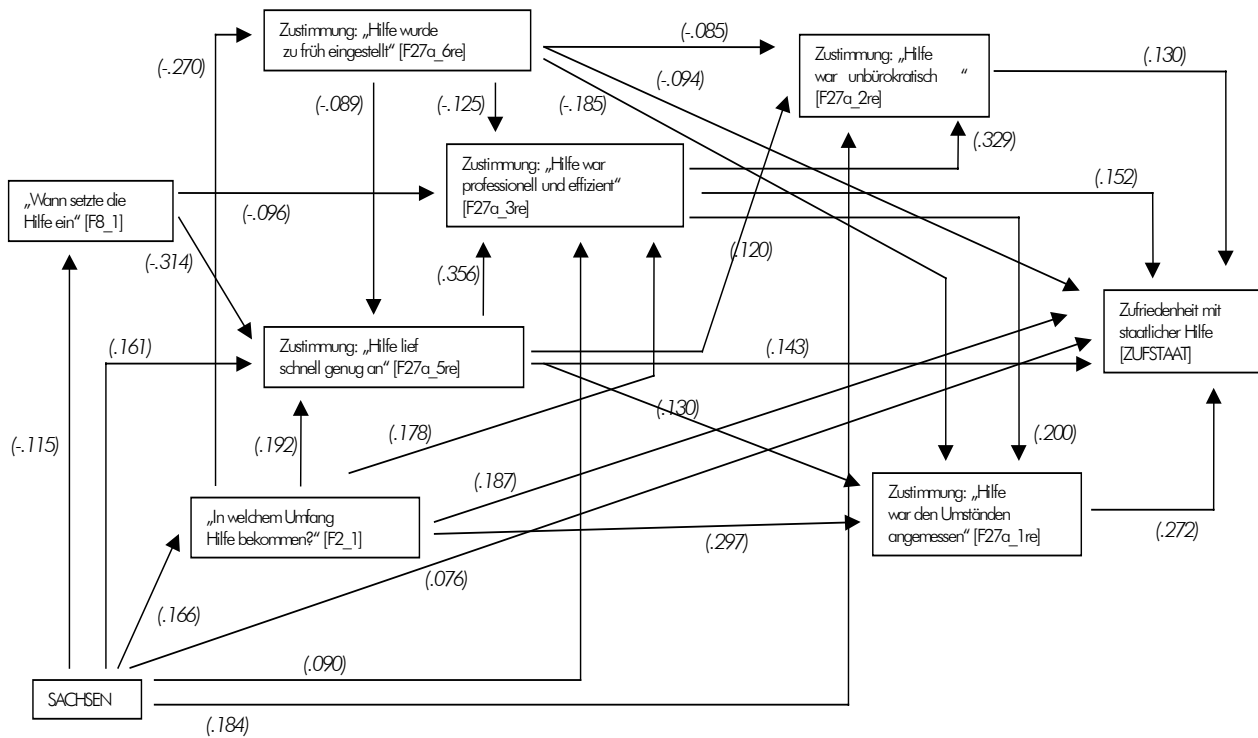 Zustimmung: „Hilfe wurde
zu früh eingestellt“ [F27a_6re]
(-.085)
Zustimmung: „Hilfe
war unbürokratisch “
[F27a_2re]
(.130)
(-.270)
(-.094)
(-.089)
(-.125)
(-.185)
(.329)
Zustimmung: „Hilfe war
professionell und effizient“
[F27a_3re]
(.152)
„Wann setzte die
Hilfe ein“ [F8_1]
(-.096)
(-.314)
(.356)
(.120)
Zufriedenheit mit
staatlicher Hilfe
[ZUFSTAAT]
(.161)
Zustimmung: „Hilfe lief
schnell genug an“ [F27a_5re]
(.143)
(.130)
(-.115)
(.192)
(.178)
(.200)
(.187)
„In welchem Umfang
Hilfe bekommen?“ [F2_1]
Zustimmung: „Hilfe
war den Umständen
angemessen“ [F27a_1re]
(.297)
(.272)
(.076)
(.166)
(.090)
SACHSEN
(.184)